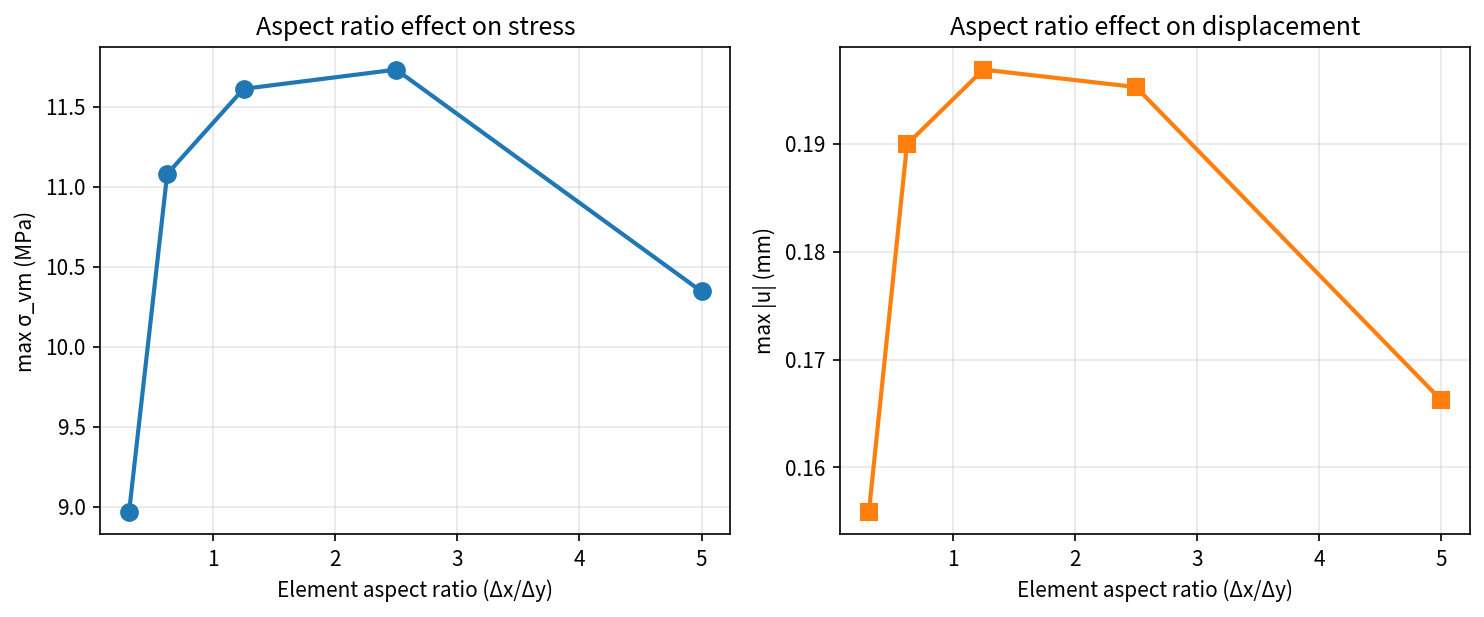 Aspect ratio effect on stress
max σ_vm (MPa)
11.5
11.0
10.5
10.0
9.5
9.0
1 2 3 4 5
Element aspect ratio (Δx/Δy)
Aspect ratio effect on displacement
max |u| (mm)
0.19
0.18
0.17
0.16
1 2 3 4 5
Element aspect ratio (Δx/Δy)